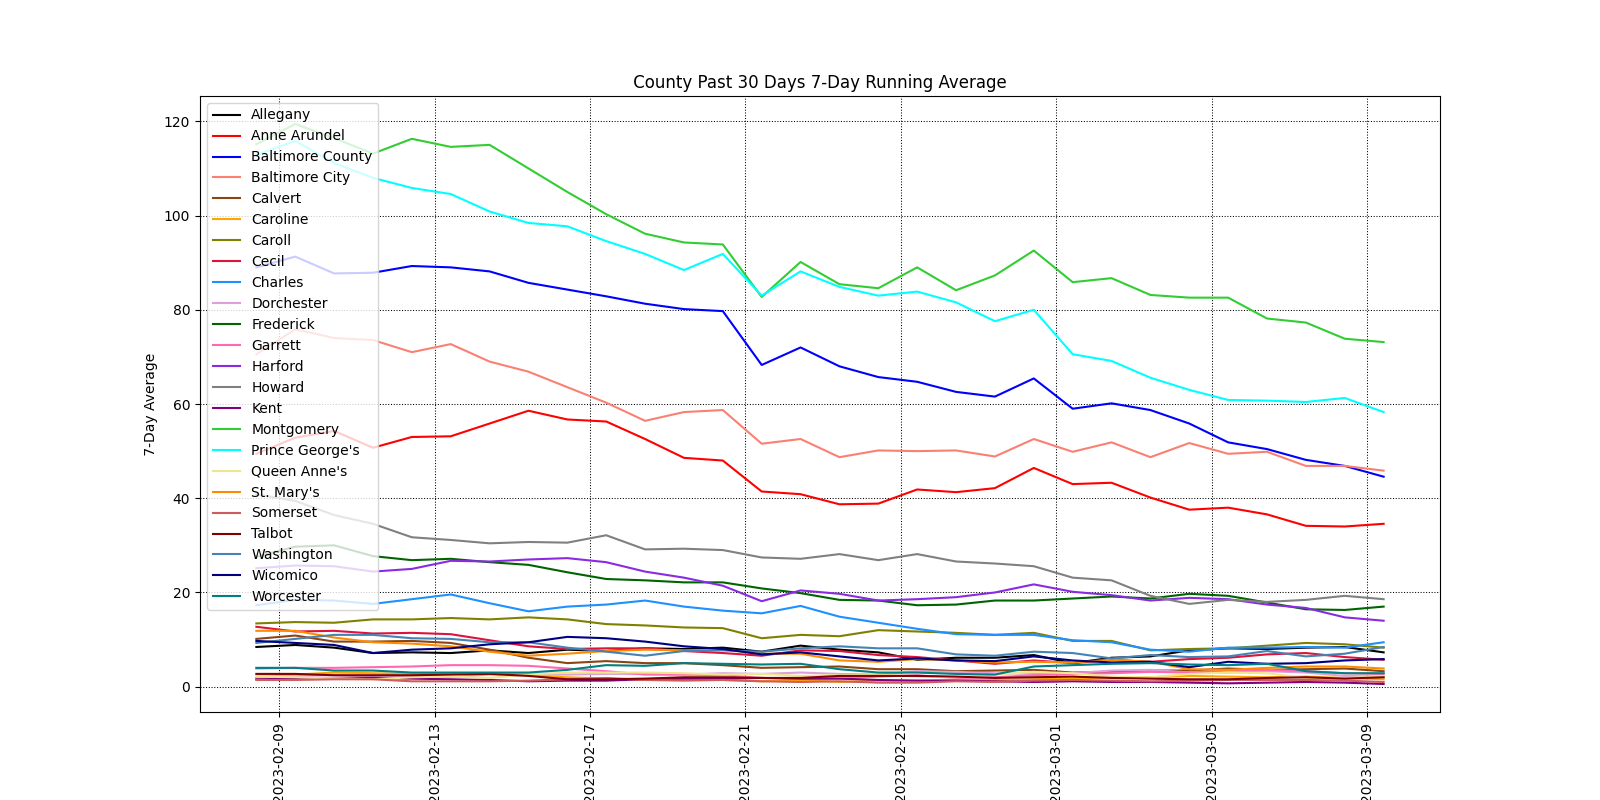 County Past 30 Days 7-Day Running Average
120
100
80
60
40
20
0
7-Day Average
Allegany
Anne Arundel
Baltimore County
Baltimore City
Calvert
Caroline
Caroll
Cecil
Charles
Dorchester
Frederick
Garrett
Harford
Howard
Kent
Montgomery
Prince George's
Queen Anne's
St. Mary's
Somerset
Talbot
Washington
Wicomico
Worcester
2023-02-09
2023-02-13
2023-02-17
2023-02-21
2023-02-25
2023-03-01
2023-03-05
2023-03-09